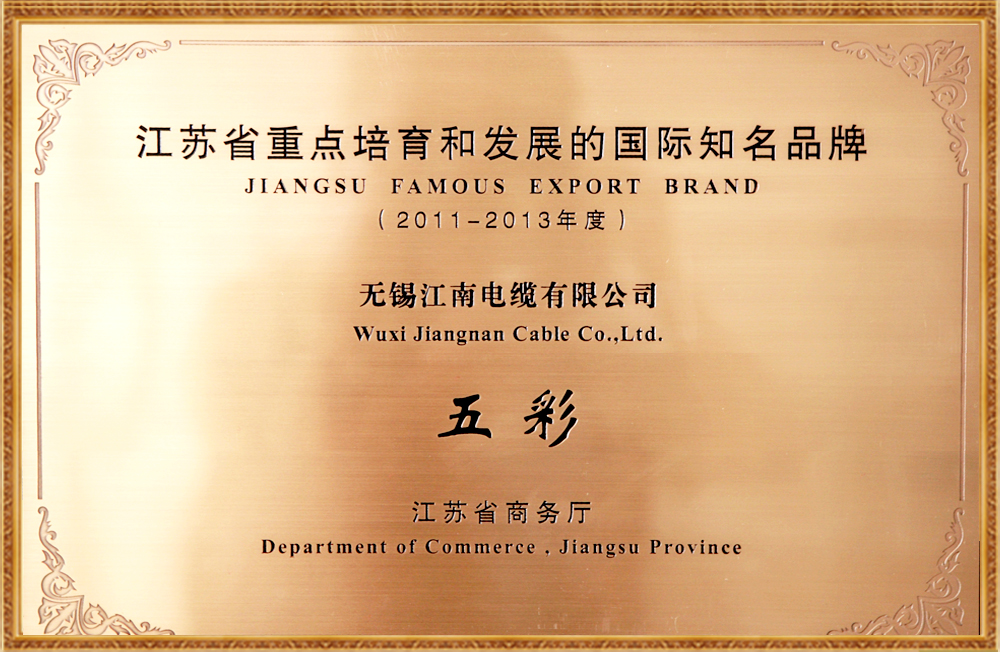 江苏省重点培育和发展的国际知名品牌
JIANGSU FAMOUS EXPORT BRAND
（2011-2013年度）
无锡江南电缆有限公司
Wuxi Jiangnan Cable Co.,Ltd.
五彩
江苏省商务厅
Department of Commerce , Jiangsu Province